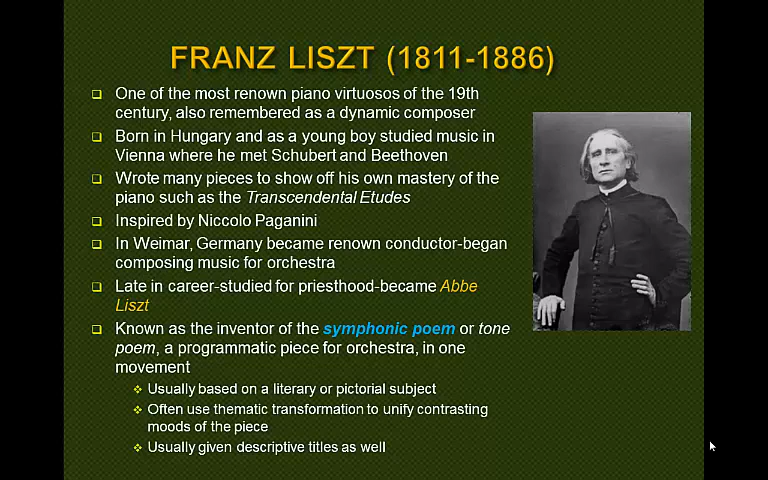 FRANZ LISZT (1811-1886)
One of the most renown piano virtuosos of the 19th
century, also remembered as a dynamic composer
Born in Hungary and as a young boy studied music in
Vienna where he met Schubert and Beethoven
Wrote many pieces to show off his own mastery of the
piano such as the Transcendental Etudes
Inspired by Niccolo Paganini
In Weimar, Germany became renown conductor-began
composing music for orchestra
Late in career-studied for priesthood-became Abbe
Liszt
Known as the inventor of the symphonic poem or tone
poem, a programmatic piece for orchestra, in one
movement
Usually based on a literary or pictorial subject
Often use thematic transformation to unify contrasting
moods of the piece
Usually given descriptive titles as well